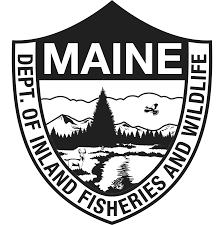 MAINE
DEPT. OF INLAND FISHERIES AND WILDLIFE